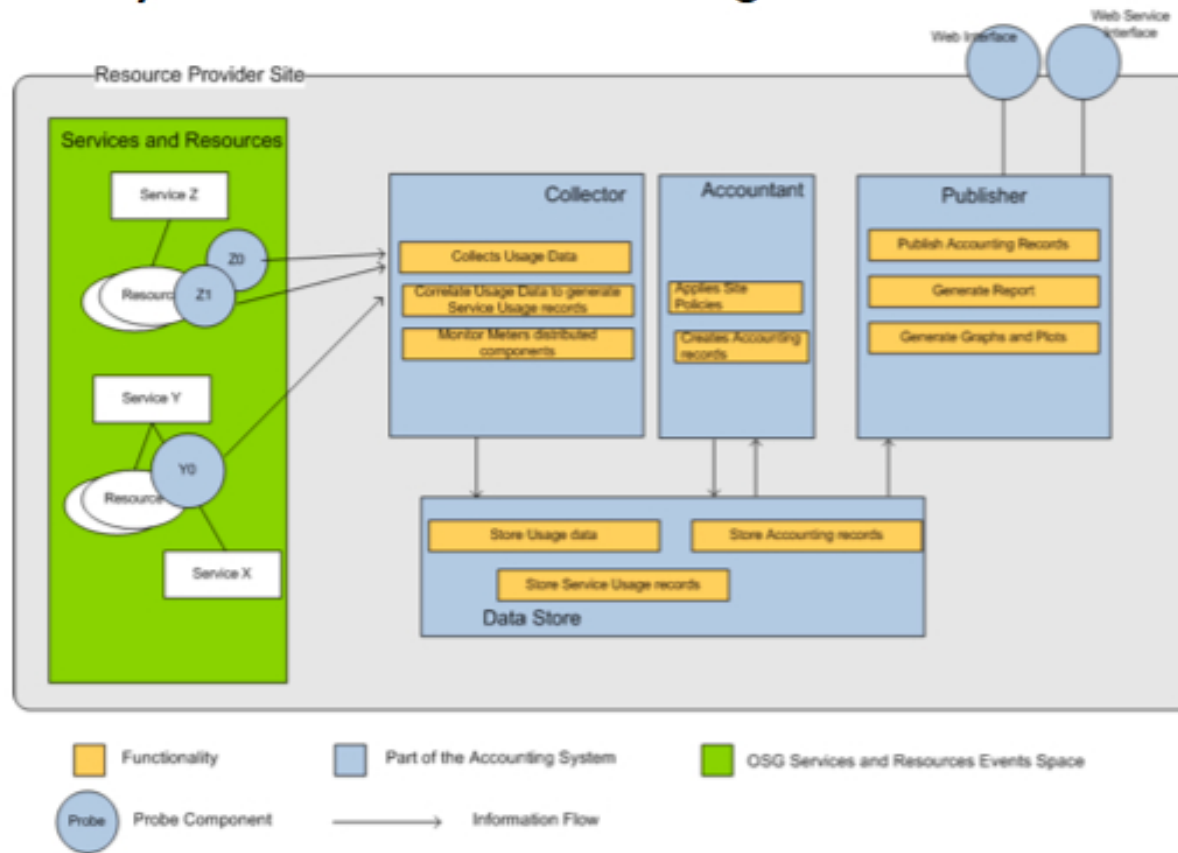 Web Interface
Web Service
Interface
Resource Provider Site
Services and Resources
Service Z
Z0
Resource
Z1
Service Y
Y0
Resource
Service X
Collector
Collects Usage Data
Correlate Usage Data to generate
Service Usage records
Monitor Meters distributed
components
Accountant
Applies Site
Policies
Creates Accounting
records
Publisher
Publish Accounting Records
Generate Report
Generate Graphs and Plots
Store Usage data
Store Accounting records
Store Service Usage records
Data Store
Functionality
Part of the Accounting System
OSG Services and Resources Events Space
Probe
Probe Component
Information Flow